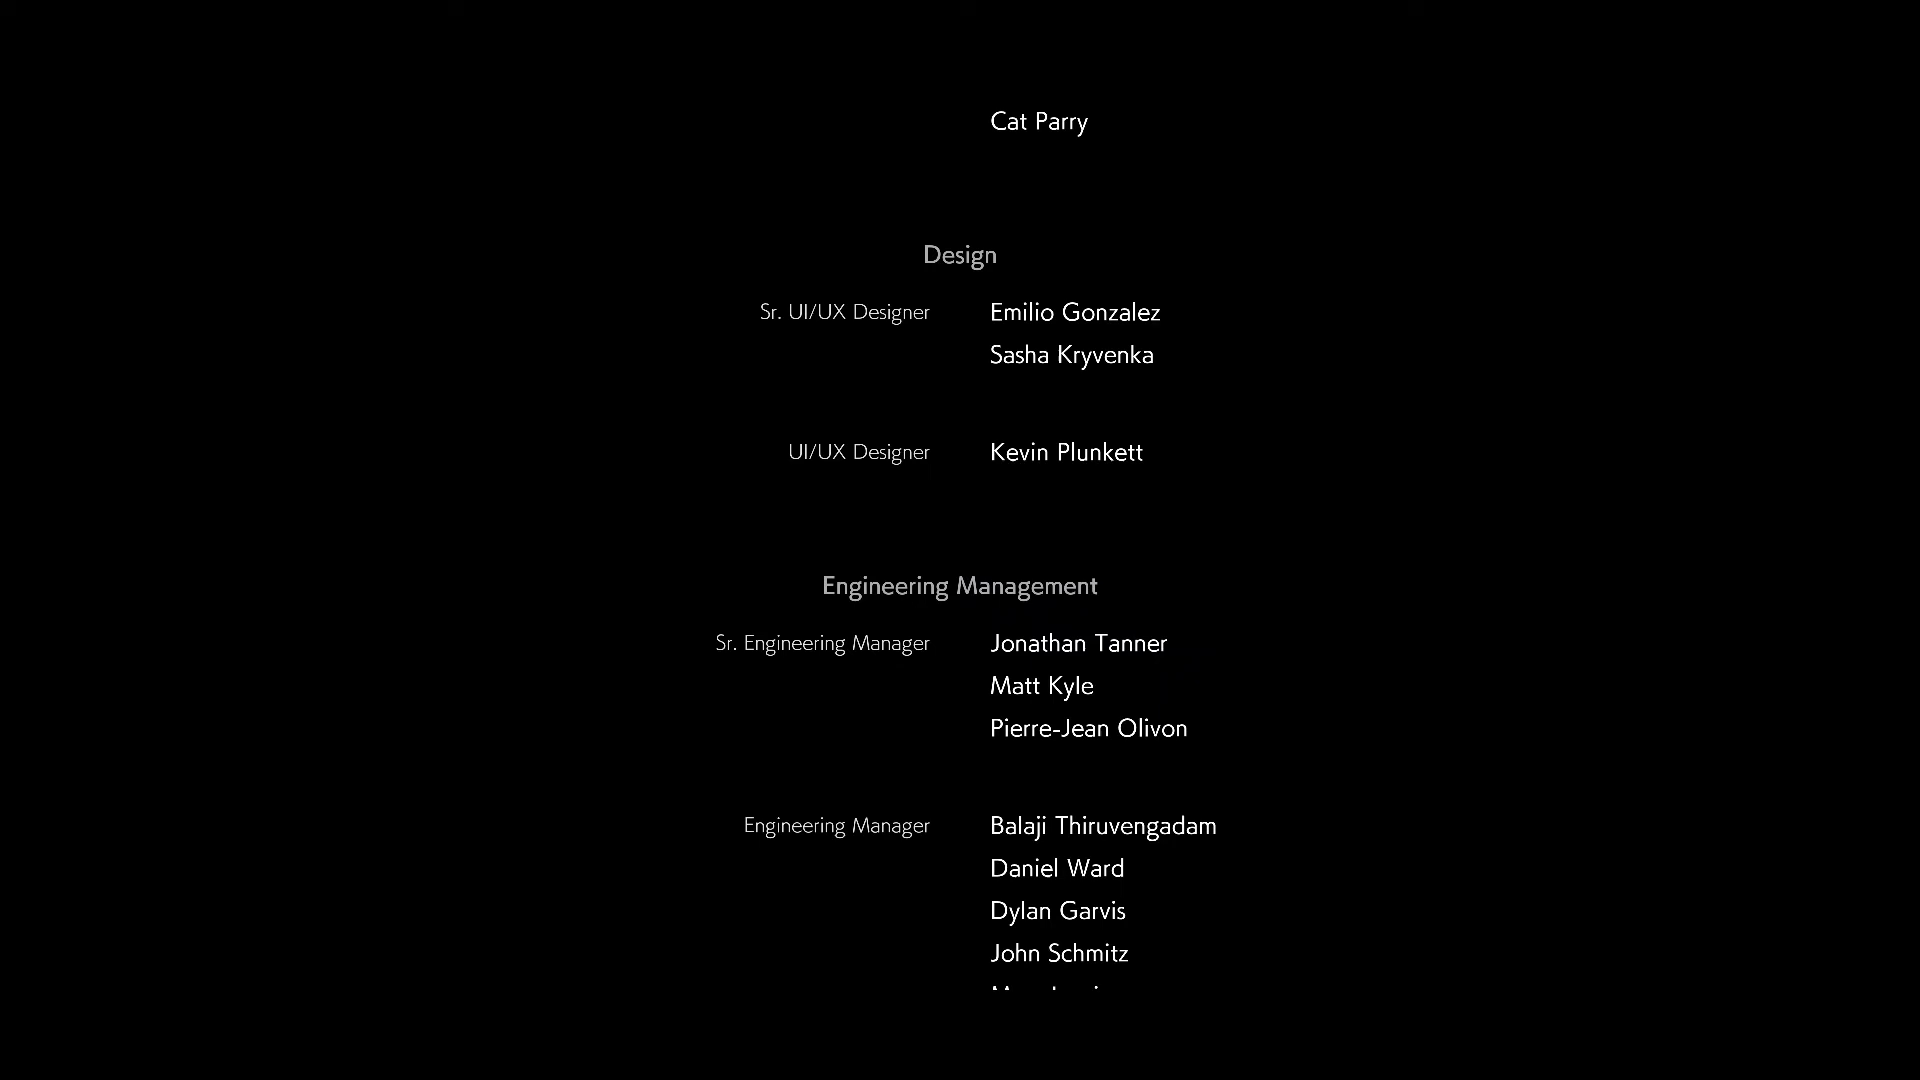 Cat Parry
Design
Sr. UI/UX Designer Emilio Gonzalez
Sasha Kryvenka
UI/UX Designer Kevin Plunkett
Engineering Management
Sr. Engineering Manager Jonathan Tanner
Matt Kyle
Pierre-Jean Olivon
Engineering Manager Balaji Thiruvengadam
Daniel Ward
Dylan Garvis
John Schmitz